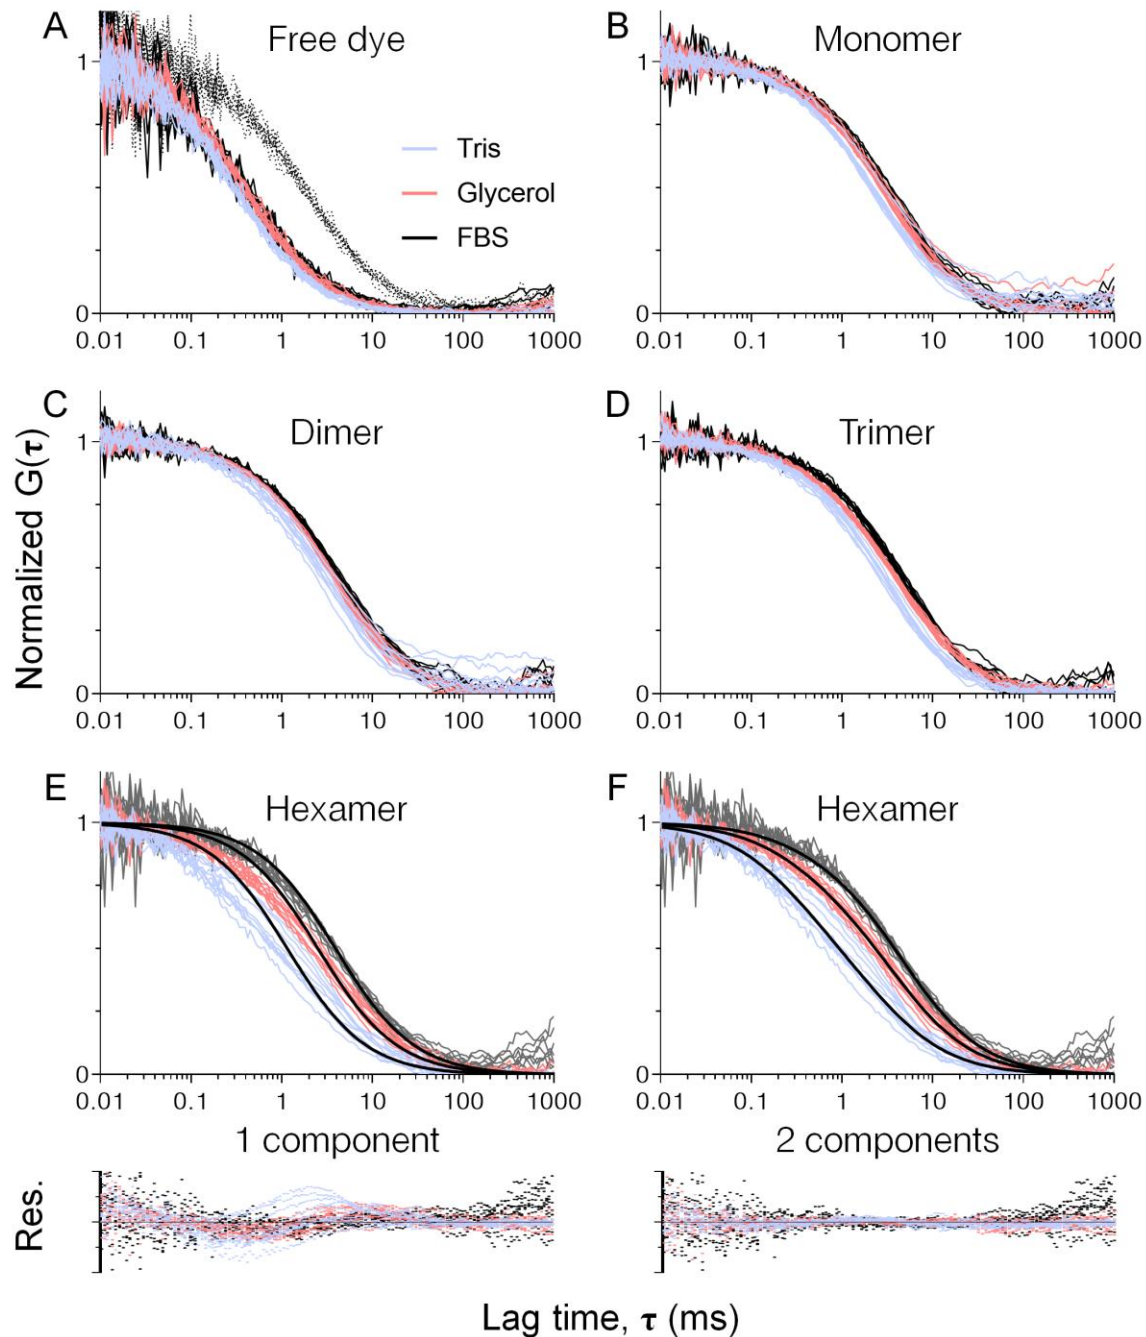 A
Free dye
B
Monomer
1
1
Tris
Glycerol
FBS
0
0
0.01 0.1 1 10 100 1000
0.01 0.1 1 10 100 1000
C
Dimer
D
Trimer
1
1
Normalized G(τ)
0
0
0.01 0.1 1 10 100 1000
0.01 0.1 1 10 100 1000
E
Hexamer
F
Hexamer
1
1
0
0
0.01 0.1 1 10 100 1000
0.01 0.1 1 10 100 1000
1 component
2 components
Res.
Lag time, τ (ms)